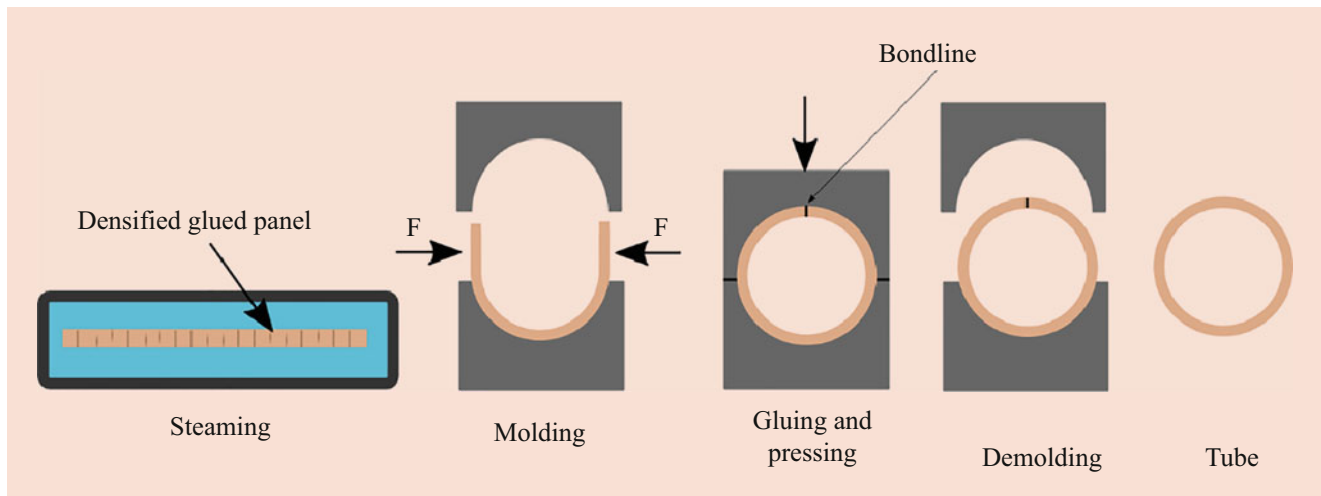 Bondline
Densified glued panel
F
F
Steaming
Molding
Gluing and
pressing
Demolding
Tube